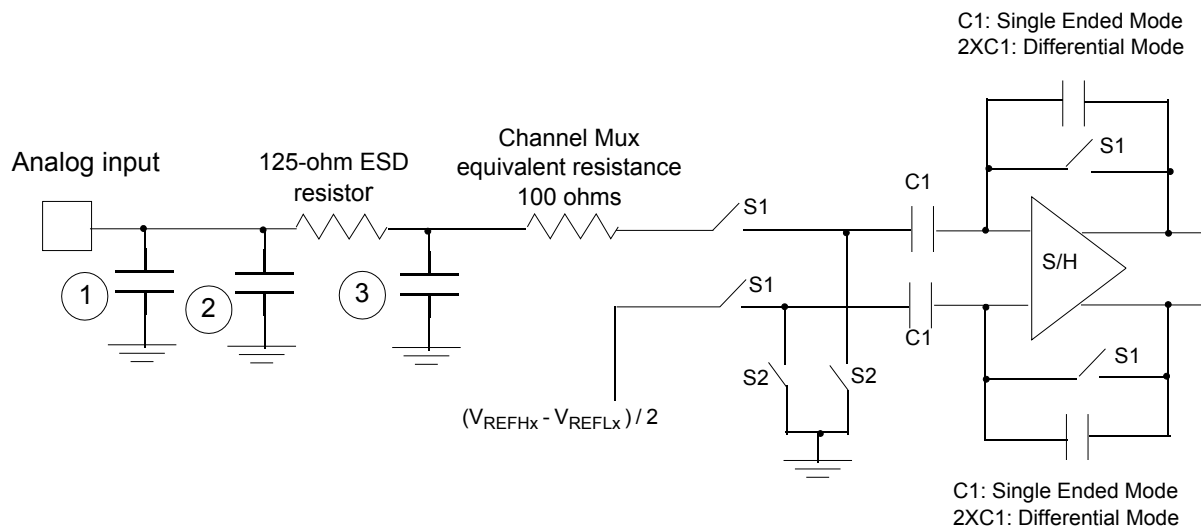 C1: Single Ended Mode
2XC1: Differential Mode
Analog input
125-ohm ESD
resistor
Channel Mux
equivalent resistance
100 ohms
S1
C1
S1
S/H
1
2
3
S1
C1
S1
S2
S2
(VREFHx - VREFLx) / 2
C1: Single Ended Mode
2XC1: Differential Mode